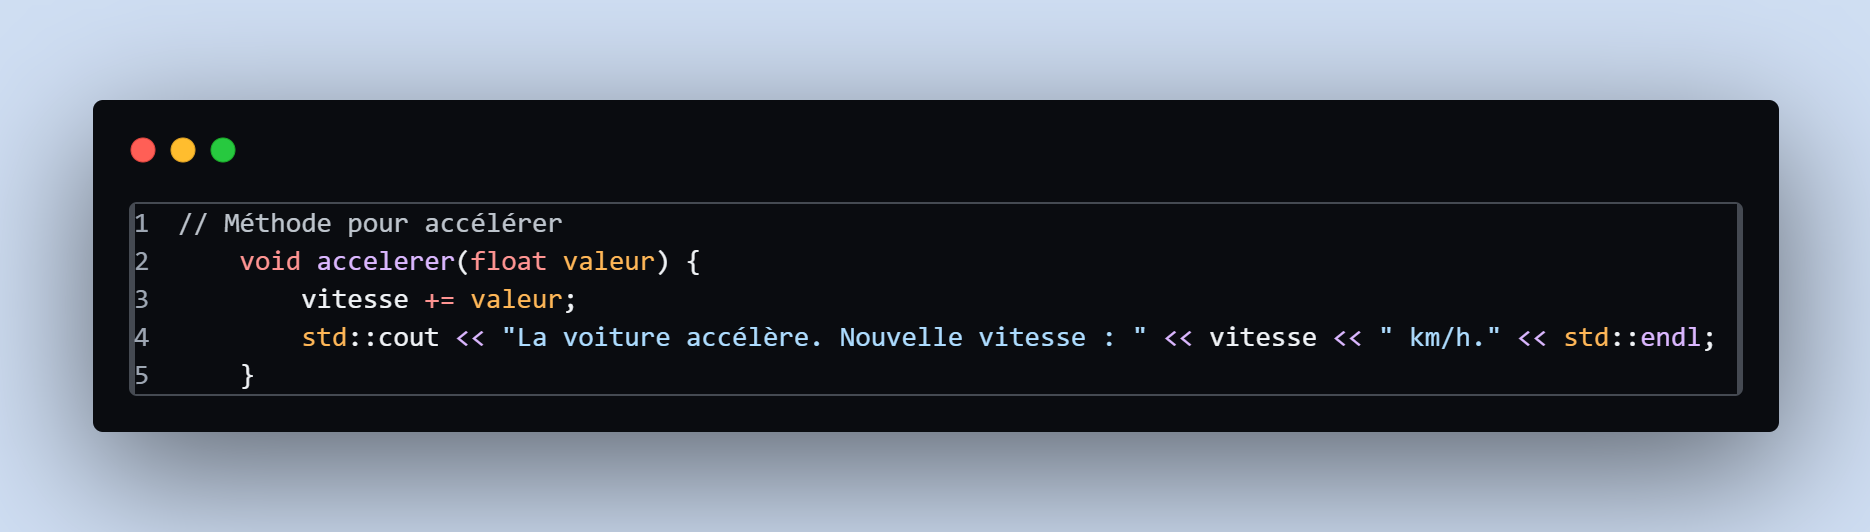 1 // Méthode pour accélérer
2     void accelerer(float valeur) {
3         vitesse += valeur;
4         std::cout << "La voiture accélère. Nouvelle vitesse : " << vitesse << " km/h." << std::endl;
5     }